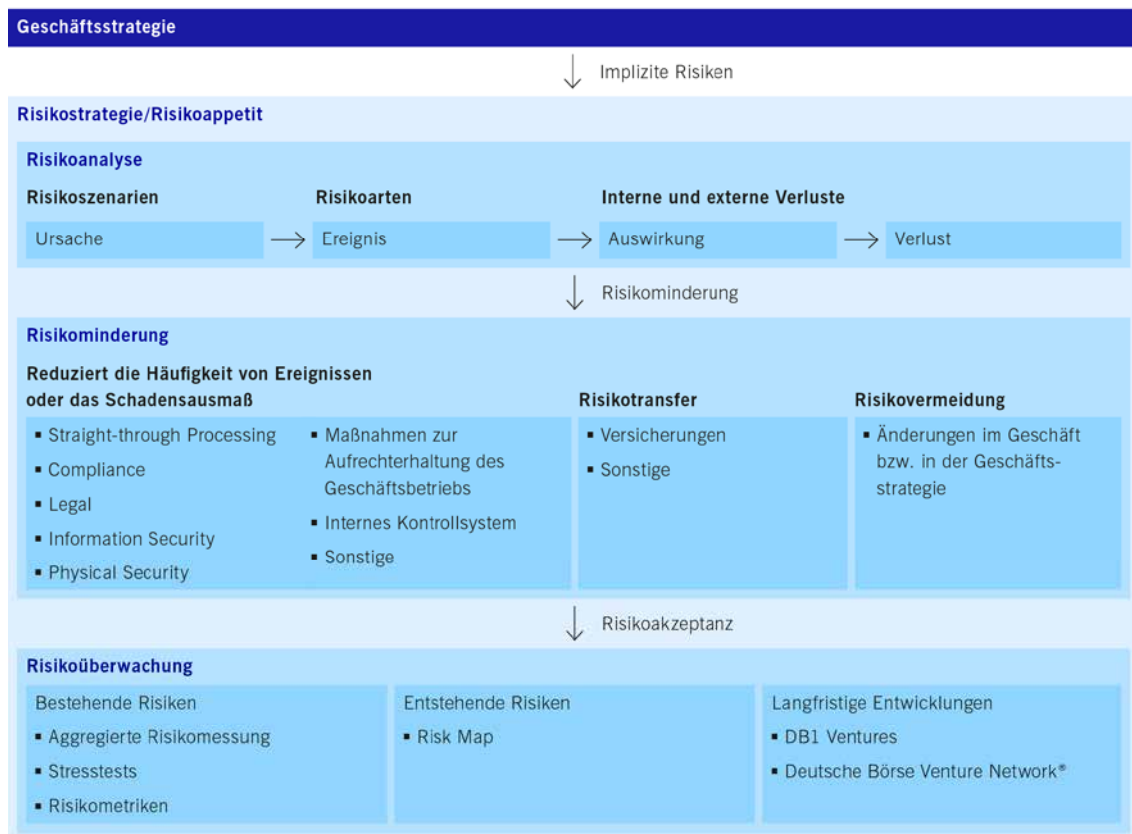 Geschäftsstrategie
Implizite Risiken
Risikostrategie/Risikoappetit
Risikoanalyse
Risikoszenarien
Risikoarten
Interne und externe Verluste
Ursache
Ereignis
Auswirkung
Verlust
Risikominderung
Risikominderung
Reduziert die Häufigkeit von Ereignissen
oder das Schadensausmaß
▪ Straight-through Processing
▪ Compliance
▪ Legal
▪ Information Security
▪ Physical Security
▪ Maßnahmen zur
Aufrechterhaltung des
Geschäftsbetriebs
▪ Internes Kontrollsystem
▪ Sonstige
Risikotransfer
▪ Versicherungen
▪ Sonstige
Risikovermeidung
▪ Änderungen im Geschäft
bzw. in der Geschäfts-
strategie
Risikoakzeptanz
Risikoüberwachung
Bestehende Risiken
▪ Aggregierte Risikomessung
▪ Stresstests
▪ Risikometriken
Entstehende Risiken
▪ Risk Map
Langfristige Entwicklungen
▪ DB1 Ventures
▪ Deutsche Börse Venture Network®